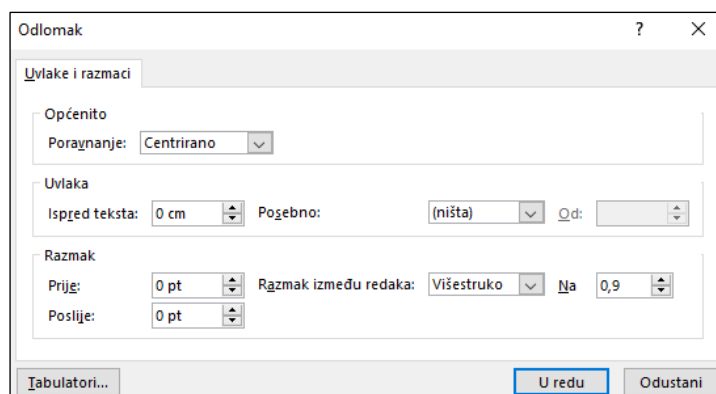 Odlomak ?
Uvlake i razmaci
Općenito
Poravnanje: Centrirano
Uvlaka
Ispred teksta: 0 cm Posebno: (ništa) Od:
Razmak
Prije: 0 pt Razmak između redaka: Višestruko Na 0,9
Poslije: 0 pt
Tabulatori... U redu Odustani